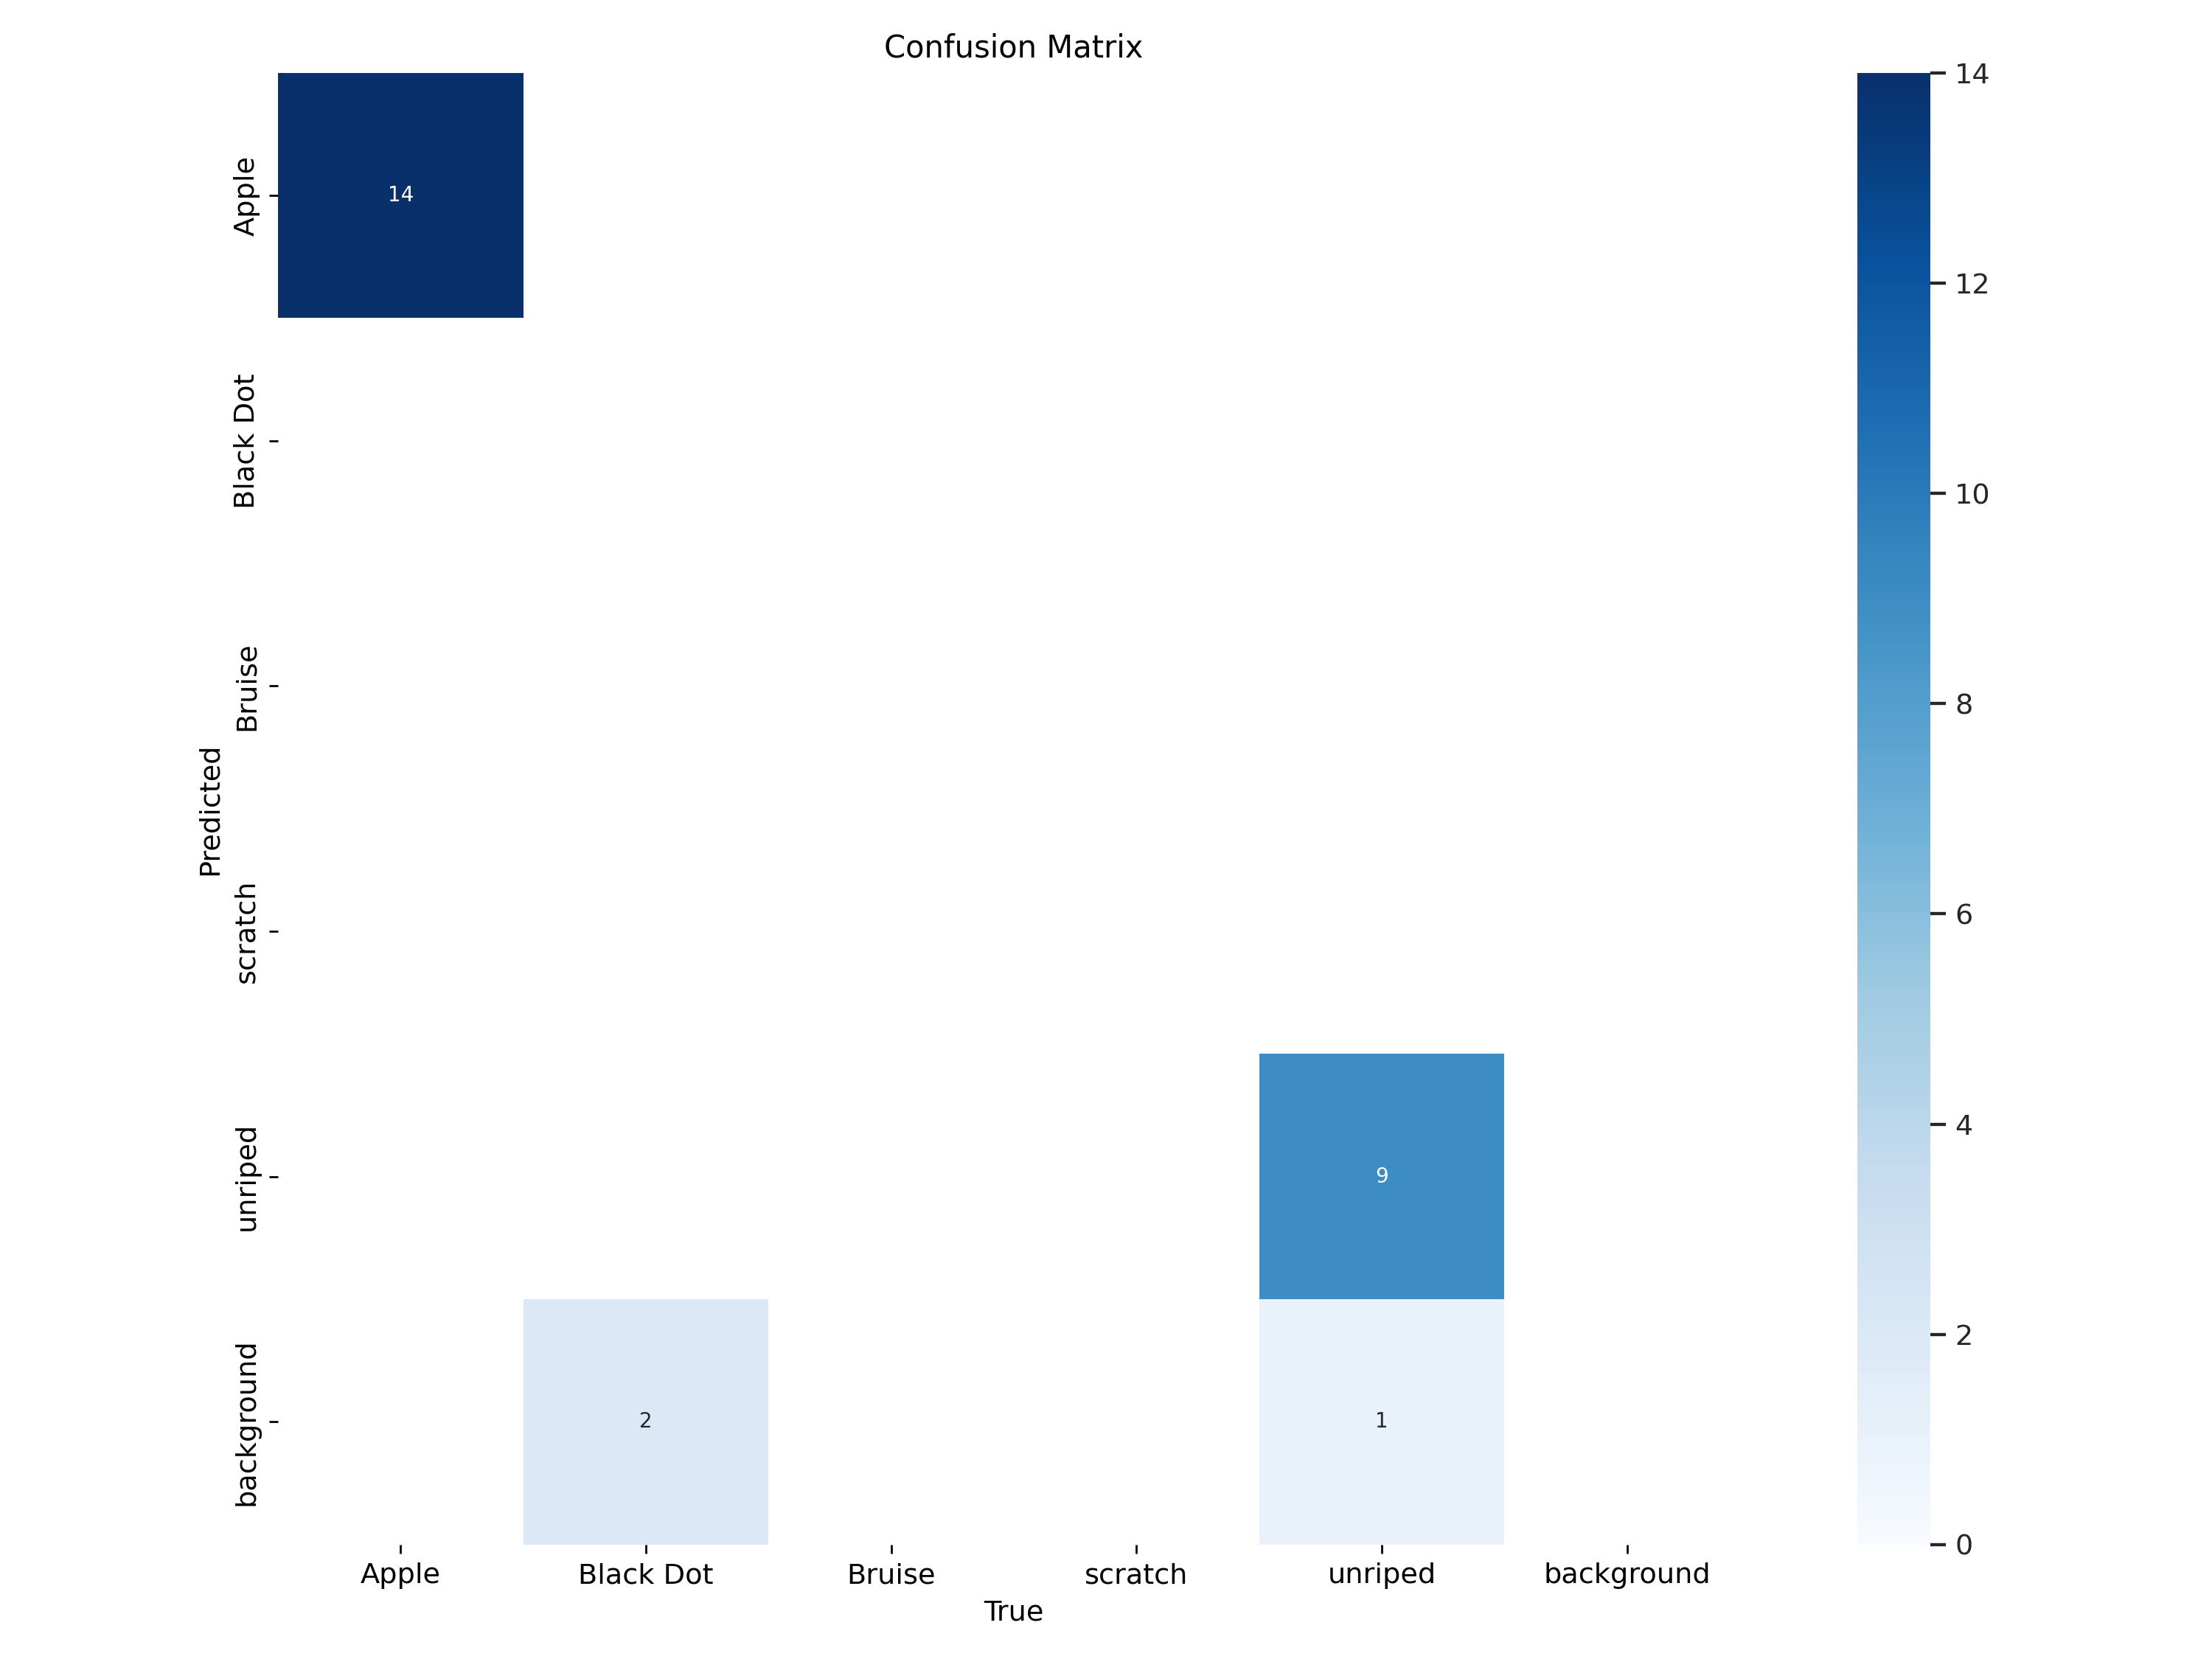 Confusion Matrix
Apple
Black Dot
Bruise
scratch
unriped
background
Predicted
14
9
2
1
Apple
Black Dot
Bruise
scratch
unriped
background
True
14
12
10
8
6
4
2
0